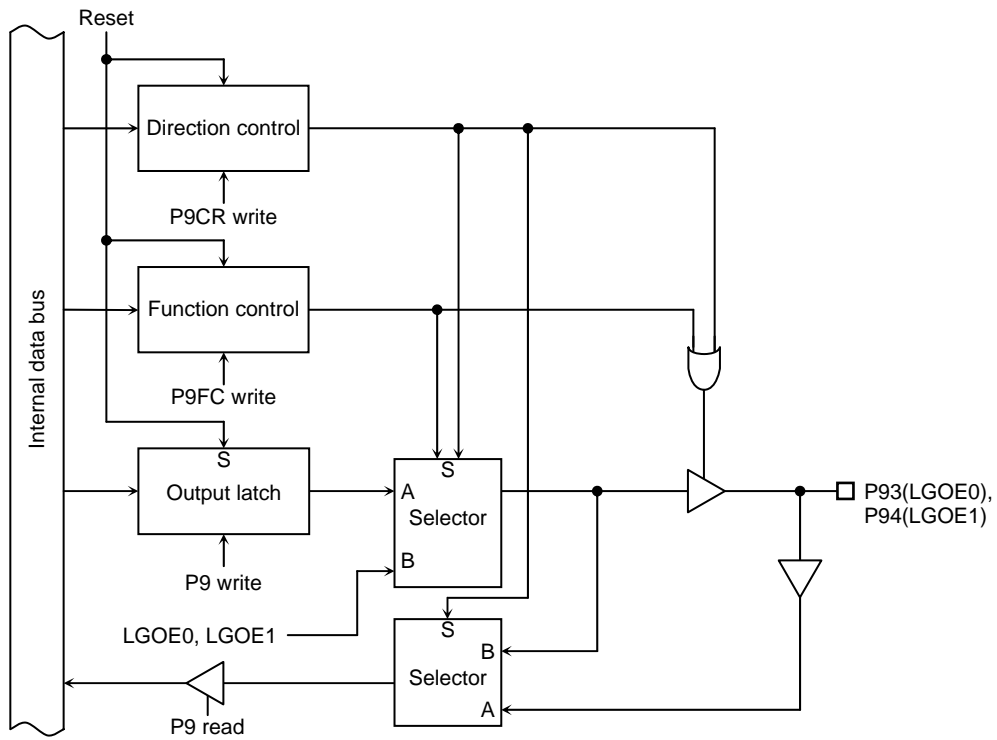 Reset
Direction control
P9CR write
Function control
Internal data bus
P9FC write
S
Output latch
S
A
Selector
B
P93(LGOE0),
P94(LGOE1)
P9 write
LGOE0, LGOE1
S
B
Selector
A
P9 read